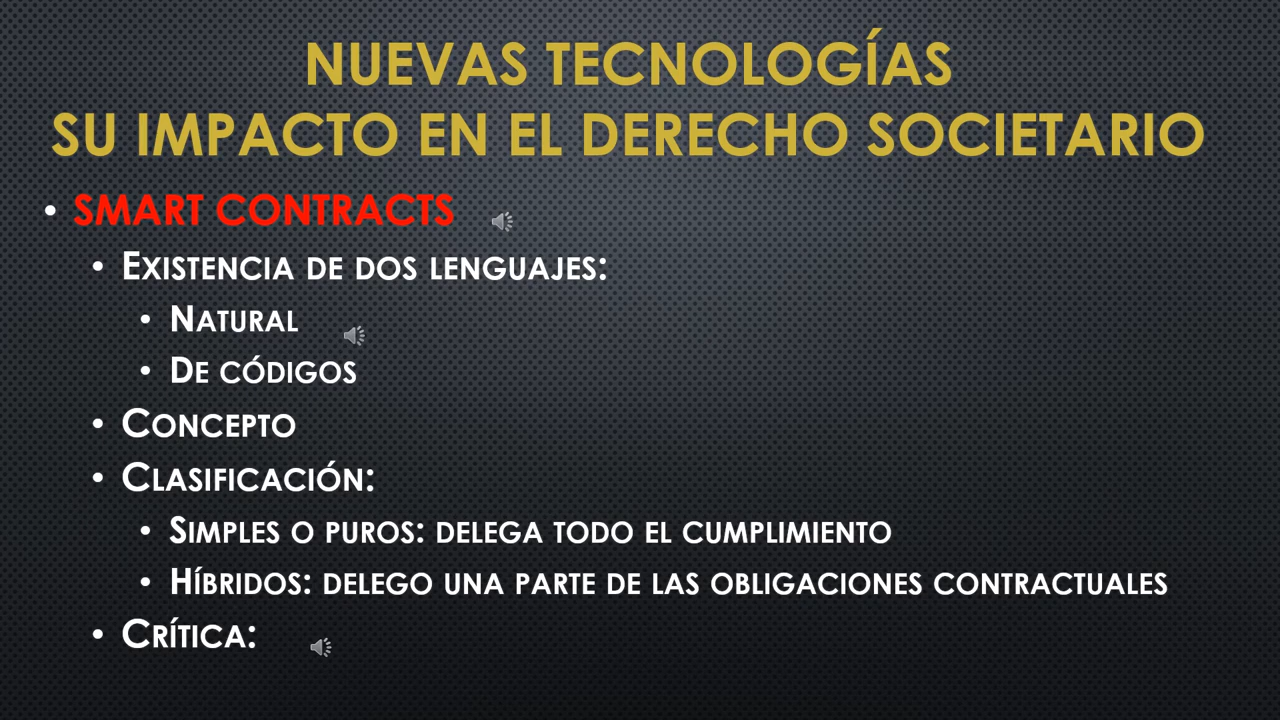 NUEVAS TECNOLOGÍAS
SU IMPACTO EN EL DERECHO SOCIETARIO
• SMART CONTRACTS
• EXISTENCIA DE DOS LENGUAJES:
• NATURAL
• DE CÓDIGOS
• CONCEPTO
• CLASIFICACIÓN:
• SIMPLES O PUROS: DELEGA TODO EL CUMPLIMIENTO
• HÍBRIDOS: DELEGO UNA PARTE DE LAS OBLIGACIONES CONTRACTUALES
• CRÍTICA: